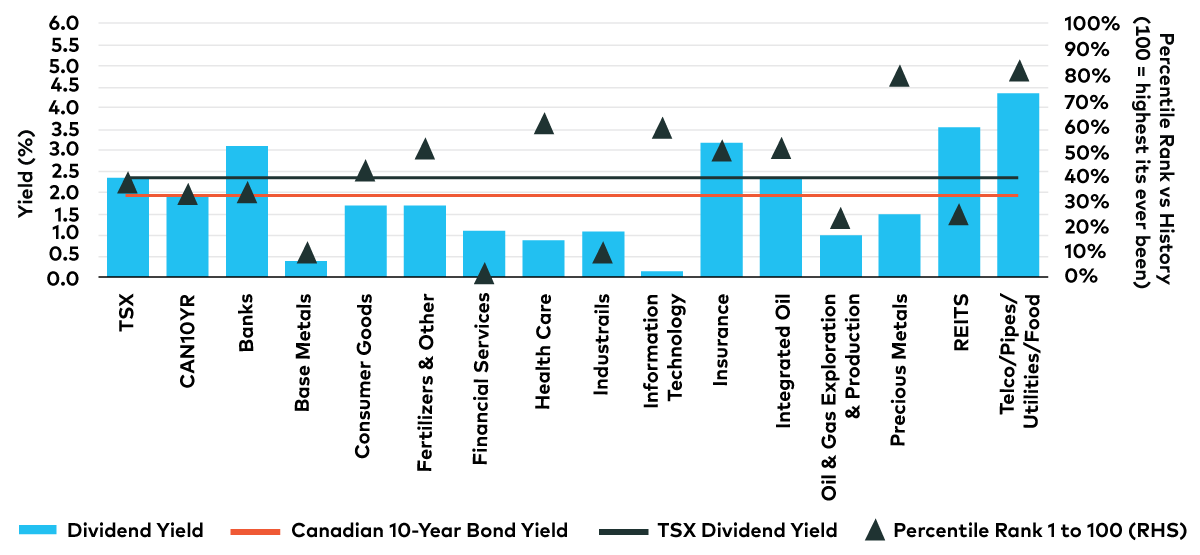 6.0
5.5
5.0
4.5
4.0
3.5
3.0
2.5
2.0
1.5
1.0
0.5
0.0
Yield (%)
100%
90%
80%
70%
60%
50%
40%
30%
20%
10%
0%
Percentile Rank vs History
(100 = highest its ever been)
TSX
CAN10YR
Banks
Base Metals
Consumer Goods
Fertilizers & Other
Financial Services
Health Care
Industrails
Information
Technology
Insurance
Integrated Oil
Oil & Gas Exploration
& Production
Precious Metals
REITS
Telco/Pipes/
Utilities/Food
Dividend Yield
Canadian 10-Year Bond Yield
TSX Dividend Yield
Percentile Rank 1 to 100 (RHS)